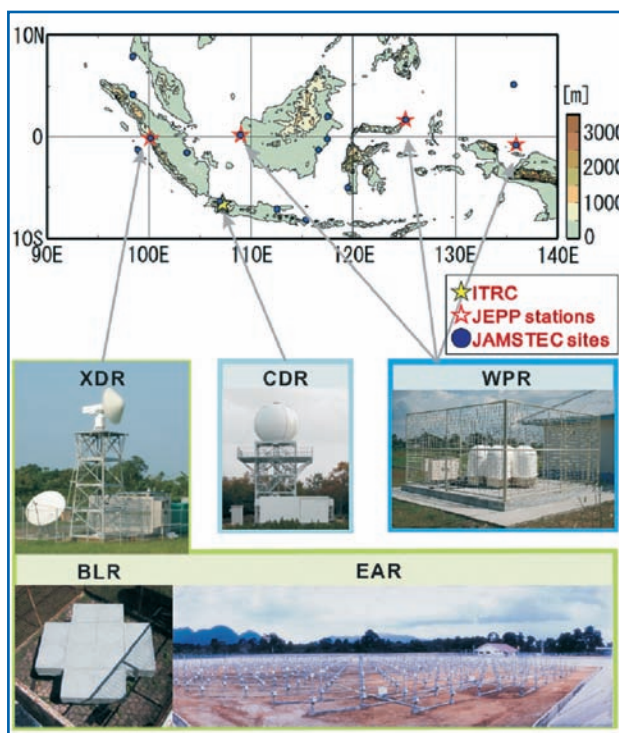 10N
0
10S
90E 100E 110E 120E 130E 140E
[m]
3000
2000
1000
0
ITRC
JEPP stations
JAMSTEC sites
XDR CDR WPR
BLR EAR